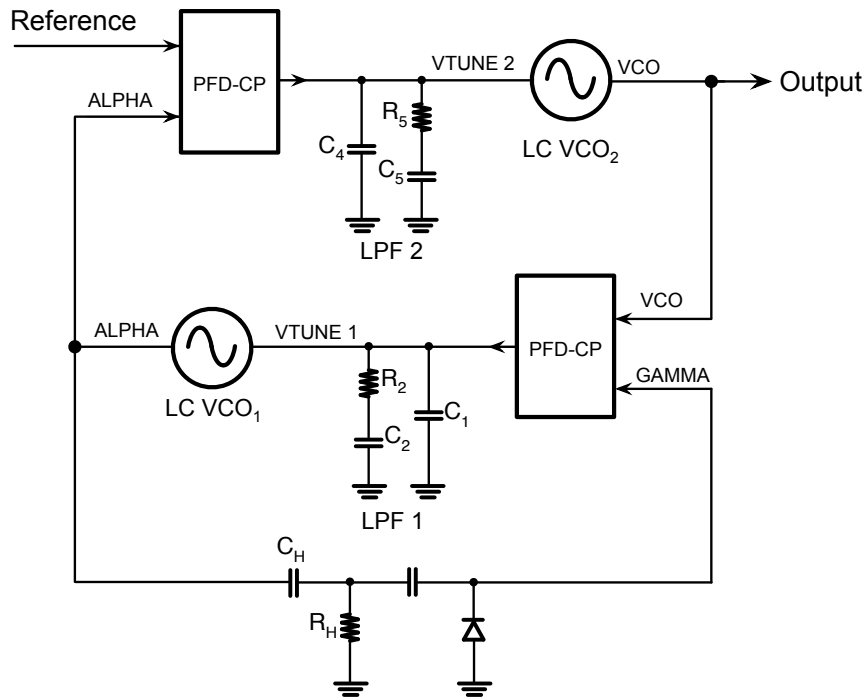 Reference
PFD-CP
VTUNE 2
VCO
Output
ALPHA
R5
C4
C5
LC VCO2
LPF 2
VCO
ALPHA
VTUNE 1
PFD-CP
GAMMA
R2
C1
LC VCO1
C2
LPF 1
CH
RH